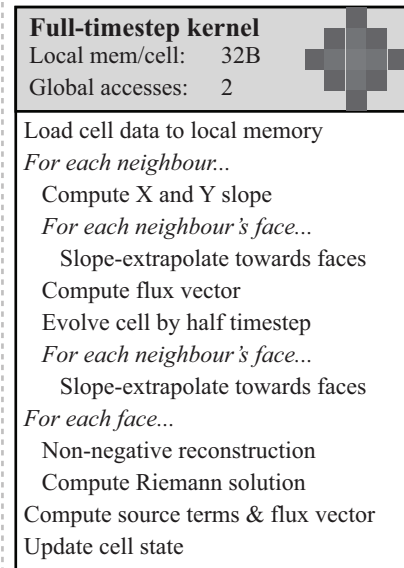 Full-timestep kernel
Local mem/cell: 32B
Global accesses: 2
Load cell data to local memory
For each neighbour...
Compute X and Y slope
For each neighbour's face...
Slope-extrapolate towards faces
Compute flux vector
Evolve cell by half timestep
For each neighbour's face...
Slope-extrapolate towards faces
For each face...
Non-negative reconstruction
Compute Riemann solution
Compute source terms & flux vector
Update cell state